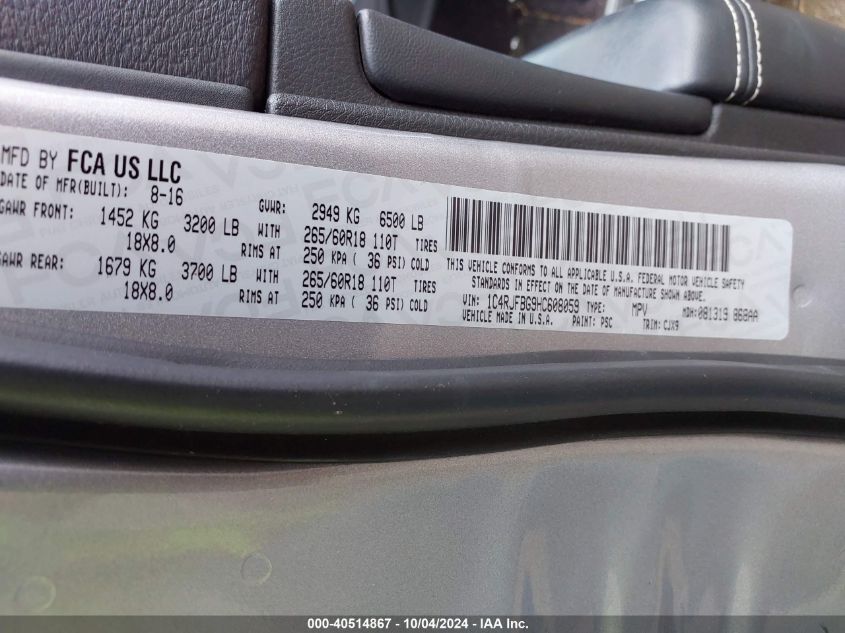 MFD BY FCA US LLC
DATE OF MFR(BUILT): 8-16 GVWR: 2949 KG 6500 LB
GAWR FRONT: 1452 KG 3200 LB WITH 265/60R18 110T TIRES
18X8.0 RIMS AT 250 KPA ( 36 PSI) COLD
GAWR REAR: 1679 KG 3700 LB WITH 265/60R18 110T TIRES
18X8.0 RIMS AT 250 KPA ( 36 PSI) COLD
THIS VEHICLE CONFORMS TO ALL APPLICABLE U.S.A. FEDERAL MOTOR VEHICLE SAFETY
STANDARDS IN EFFECT ON THE DATE OF MANUFACTURE SHOWN ABOVE.
VIN: 1C4RJFBG9HC608059 TYPE: MPV MDH: 081319 868AA
VEHICLE MADE IN U.S.A. PAINT: PSC TRIM: CJX9
000-40514867 - 10/04/2024 - IAA Inc.